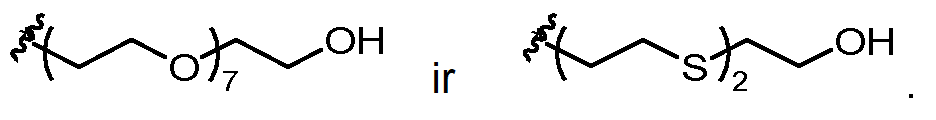 ( O )7 OH ir ( S )2 OH .